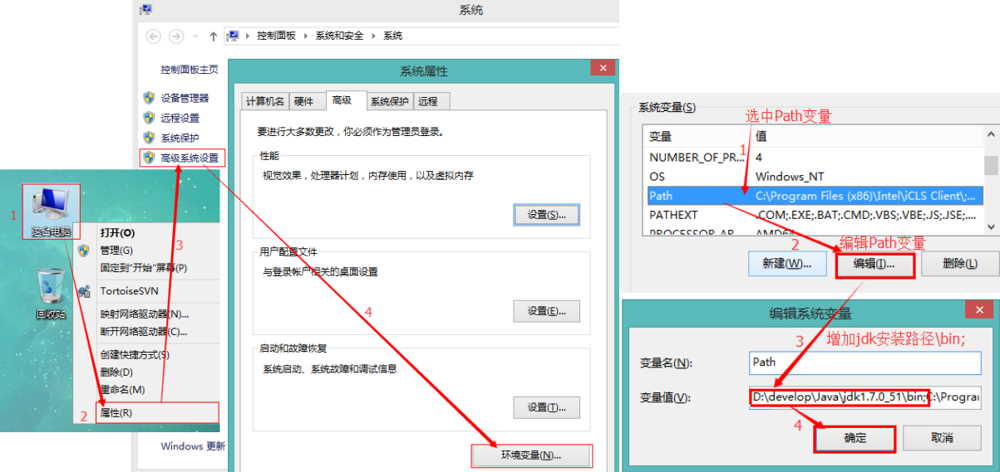 系统
控制面板 系统和安全 系统
控制面板主页
设备管理器
远程设置
系统保护
高级系统设置
Windows 更新
1
这台电脑
回收站
打开(O)
管理(G)
固定到"开始"屏幕(P)
TortoiseSVN
映射网络驱动器(N)...
断开网络驱动器(C)...
创建快捷方式(S)
删除(D)
重命名(M)
2
属性(R)
3
4
系统属性
计算机名 硬件 高级 系统保护 远程
要进行大多数更改，你必须作为管理员登录。
性能
视觉效果，处理器计划，内存使用，以及虚拟内存
设置(S)...
用户配置文件
与登录帐户相关的桌面设置
设置(E)...
启动和故障恢复
系统启动、系统故障和调试信息
设置(T)...
环境变量(N)...
系统变量(S)
选中Path变量
变量 值
1
NUMBER_OF_PR... 4
OS Windows_NT
Path C:\Program Files (x86)\Intel\iCLS Client\;...
PATHEXT .COM;.EXE;.BAT;.CMD;.VBS;.VBE;.JS;.JSE;....
PROCESSOR_AR AMD64
2
编辑Path变量
新建(W)... 编辑(I)... 删除(L)
编辑系统变量
3
增加jdk安装路径\bin;
变量名(N): Path
变量值(V): D:\develop\Java\jdk1.7.0_51\bin;C:\Program
4
确定 取消